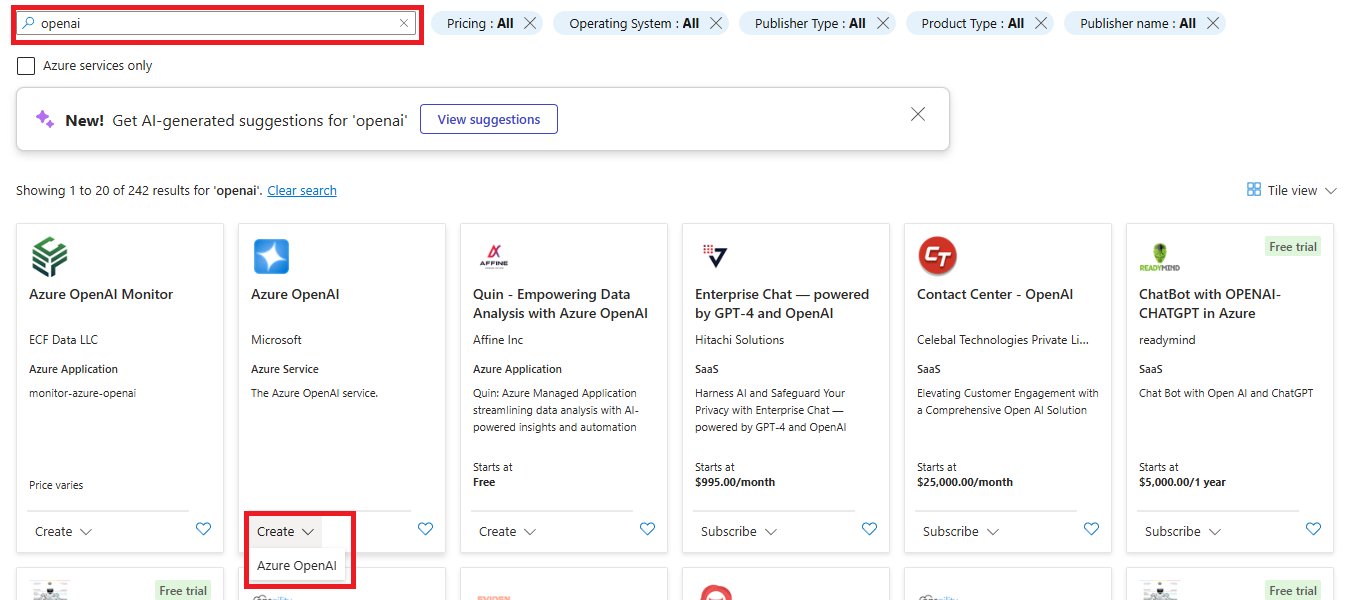 openai
Pricing : All
Operating System : All
Publisher Type : All
Product Type : All
Publisher name : All
Azure services only
New! Get AI-generated suggestions for 'openai'
View suggestions
Showing 1 to 20 of 242 results for 'openai'. Clear search
Tile view
Azure OpenAI Monitor
ECF Data LLC
Azure Application
monitor-azure-openai
Price varies
Create
Azure OpenAI
Microsoft
Azure Service
The Azure OpenAI service.
Create
Azure OpenAI
AFFINE
Quin - Empowering Data
Analysis with Azure OpenAI
Affine Inc
Azure Application
Quin: Azure Managed Application
streamlining data analysis with AI-
powered insights and automation
Starts at
Free
Create
Enterprise Chat — powered
by GPT-4 and OpenAI
Hitachi Solutions
SaaS
Harness AI and Safeguard Your
Privacy with Enterprise Chat —
powered by GPT-4 and OpenAI
Starts at
$995.00/month
Subscribe
CT
Contact Center - OpenAI
Celebal Technologies Private Li...
SaaS
Elevating Customer Engagement with
a Comprehensive Open AI Solution
Starts at
$25,000.00/month
Subscribe
Free trial
READYMIND
ChatBot with OPENAI-
CHATGPT in Azure
readymind
SaaS
Chat Bot with Open AI and ChatGPT
Starts at
$5,000.00/1 year
Subscribe
Free trial
Free trial